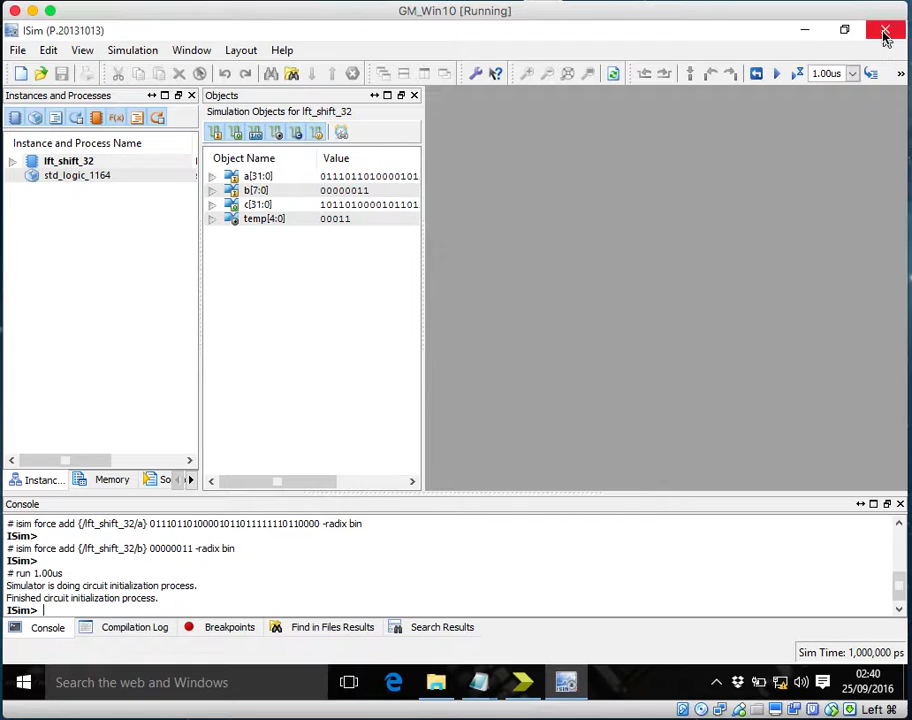 GM_Win10 [Running]
ISim (P.20131013)
File Edit View Simulation Window Layout Help
1.00us
»
Instances and Processes
Objects
Simulation Objects for lft_shift_32
f(x)
Instance and Process Name
lft_shift_32
std_logic_1164
Object Name Value
a[31:0] 0111011010000101
b[7:0] 00000011
c[31:0] 1011010000101101
temp[4:0] 00011
Instanc...
Memory
So
Console
# isim force add {/lft_shift_32/a} 01110110100001011011111110110000 -radix bin
ISim>
# isim force add {/lft_shift_32/b} 00000011 -radix bin
ISim>
# run 1.00us
Simulator is doing circuit initialization process.
Finished circuit initialization process.
ISim>
Console Compilation Log Breakpoints Find in Files Results Search Results
Sim Time: 1,000,000 ps
Search the web and Windows
02:40
25/09/2016
Left ⌘